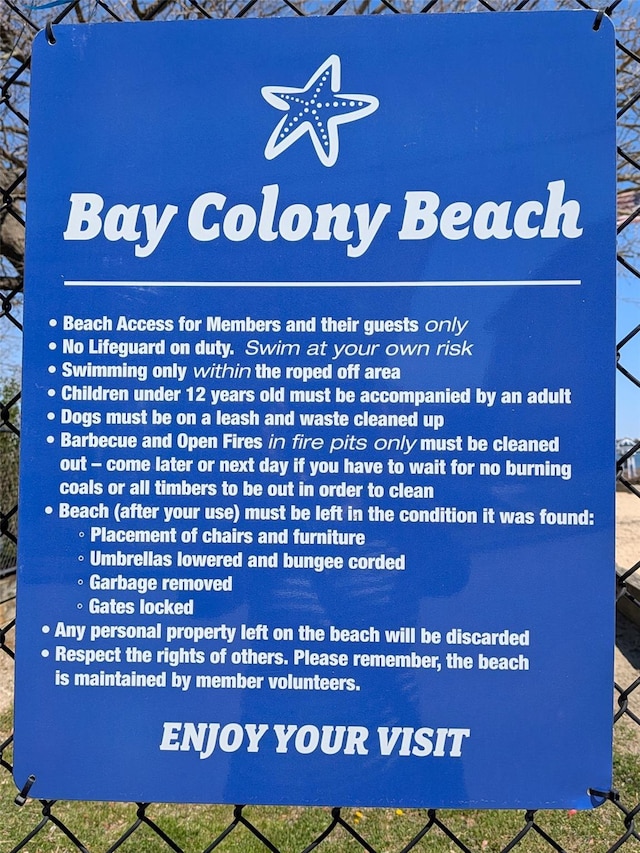 Bay Colony Beach
• Beach Access for Members and their guests only
• No Lifeguard on duty. Swim at your own risk
• Swimming only within the roped off area
• Children under 12 years old must be accompanied by an adult
• Dogs must be on a leash and waste cleaned up
• Barbecue and Open Fires in fire pits only must be cleaned
out – come later or next day if you have to wait for no burning
coals or all timbers to be out in order to clean
• Beach (after your use) must be left in the condition it was found:
◦ Placement of chairs and furniture
◦ Umbrellas lowered and bungee corded
◦ Garbage removed
◦ Gates locked
• Any personal property left on the beach will be discarded
• Respect the rights of others. Please remember, the beach
is maintained by member volunteers.
ENJOY YOUR VISIT